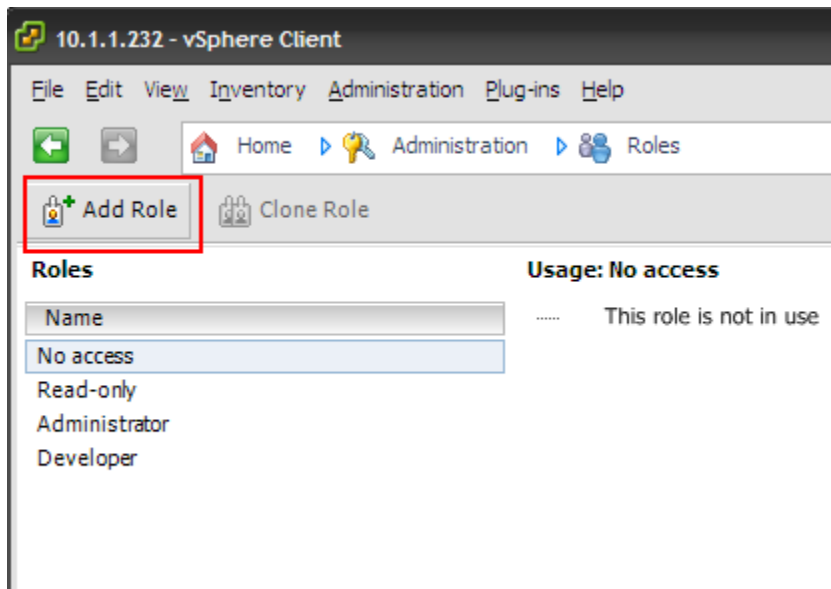 10.1.1.232 - vSphere Client
File Edit View Inventory Administration Plug-ins Help
Home Administration Roles
Add Role Clone Role
Roles Usage: No access
Name This role is not in use
No access
Read-only
Administrator
Developer